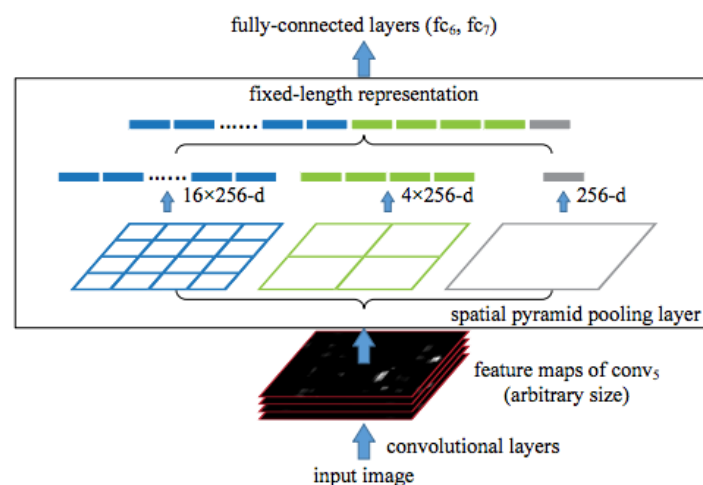 fully-connected layers (fc₆, fc₇)
fixed-length representation
......
......
16×256-d
4×256-d
256-d
spatial pyramid pooling layer
feature maps of conv₅
(arbitrary size)
convolutional layers
input image